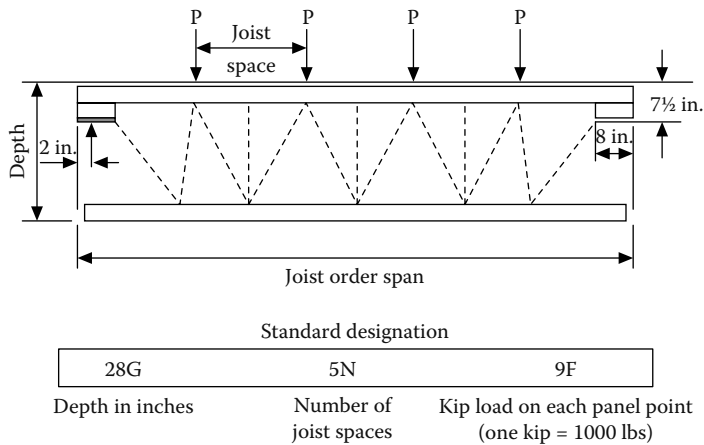 P P P P
Joist
space
7½ in.
Depth
2 in.
8 in.
Joist order span
Standard designation
28G 5N 9F
Depth in inches Number of Kip load on each panel point
joist spaces (one kip = 1000 lbs)